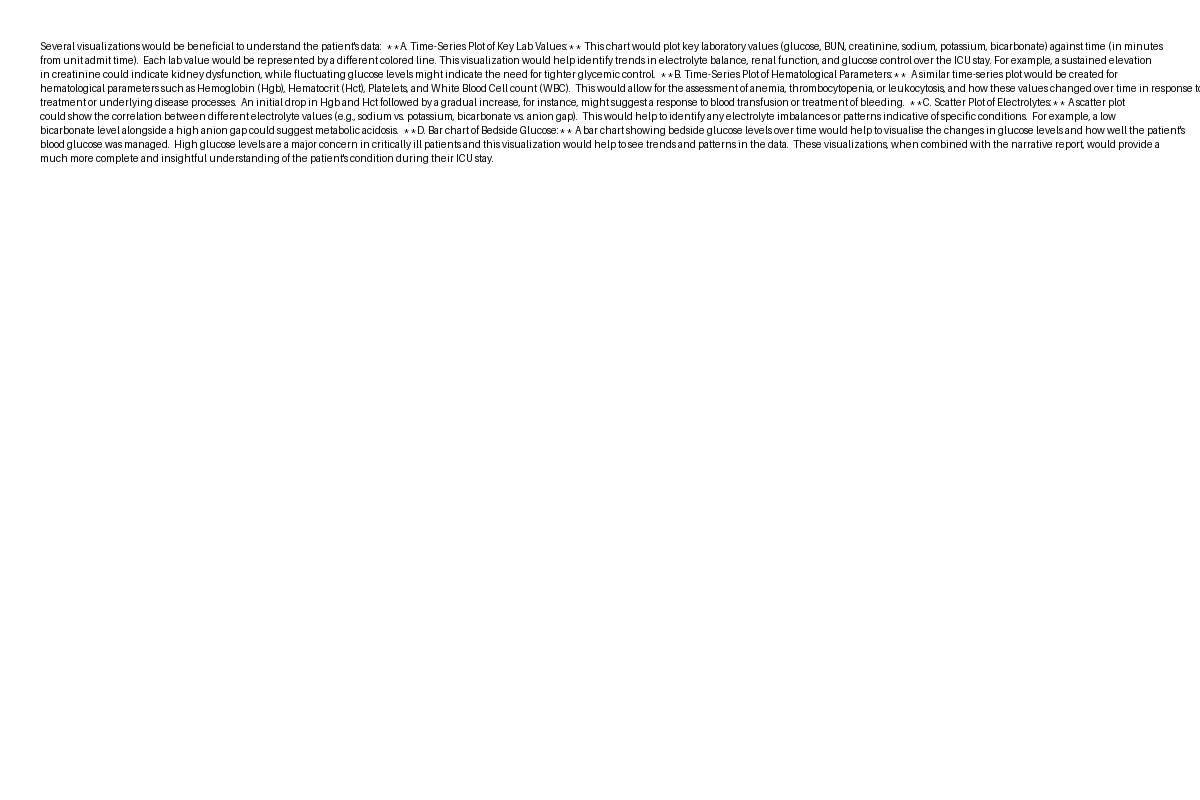 Several visualizations would be beneficial to understand the patient's data:  **A. Time-Series Plot of Key Lab Values:** This chart would plot key laboratory values (glucose, BUN, creatinine, sodium, potassium, bicarbonate) against time (in minutes
from unit admit time).  Each lab value would be represented by a different colored line. This visualization would help identify trends in electrolyte balance, renal function, and glucose control over the ICU stay. For example, a sustained elevation
in creatinine could indicate kidney dysfunction, while fluctuating glucose levels might indicate the need for tighter glycemic control.  **B. Time-Series Plot of Hematological Parameters:**  A similar time-series plot would be created for
hematological parameters such as Hemoglobin (Hgb), Hematocrit (Hct), Platelets, and White Blood Cell count (WBC).  This would allow for the assessment of anemia, thrombocytopenia, or leukocytosis, and how these values changed over time in response to
treatment or underlying disease processes.  An initial drop in Hgb and Hct followed by a gradual increase, for instance, might suggest a response to blood transfusion or treatment of bleeding.  **C. Scatter Plot of Electrolytes:** A scatter plot
could show the correlation between different electrolyte values (e.g., sodium vs. potassium, bicarbonate vs. anion gap).  This would help to identify any electrolyte imbalances or patterns indicative of specific conditions.  For example, a low
bicarbonate level alongside a high anion gap could suggest metabolic acidosis.  **D. Bar chart of Bedside Glucose:** A bar chart showing bedside glucose levels over time would help to visualise the changes in glucose levels and how well the patient's
blood glucose was managed.  High glucose levels are a major concern in critically ill patients and this visualization would help to see trends and patterns in the data.  These visualizations, when combined with the narrative report, would provide a
much more complete and insightful understanding of the patient's condition during their ICU stay.